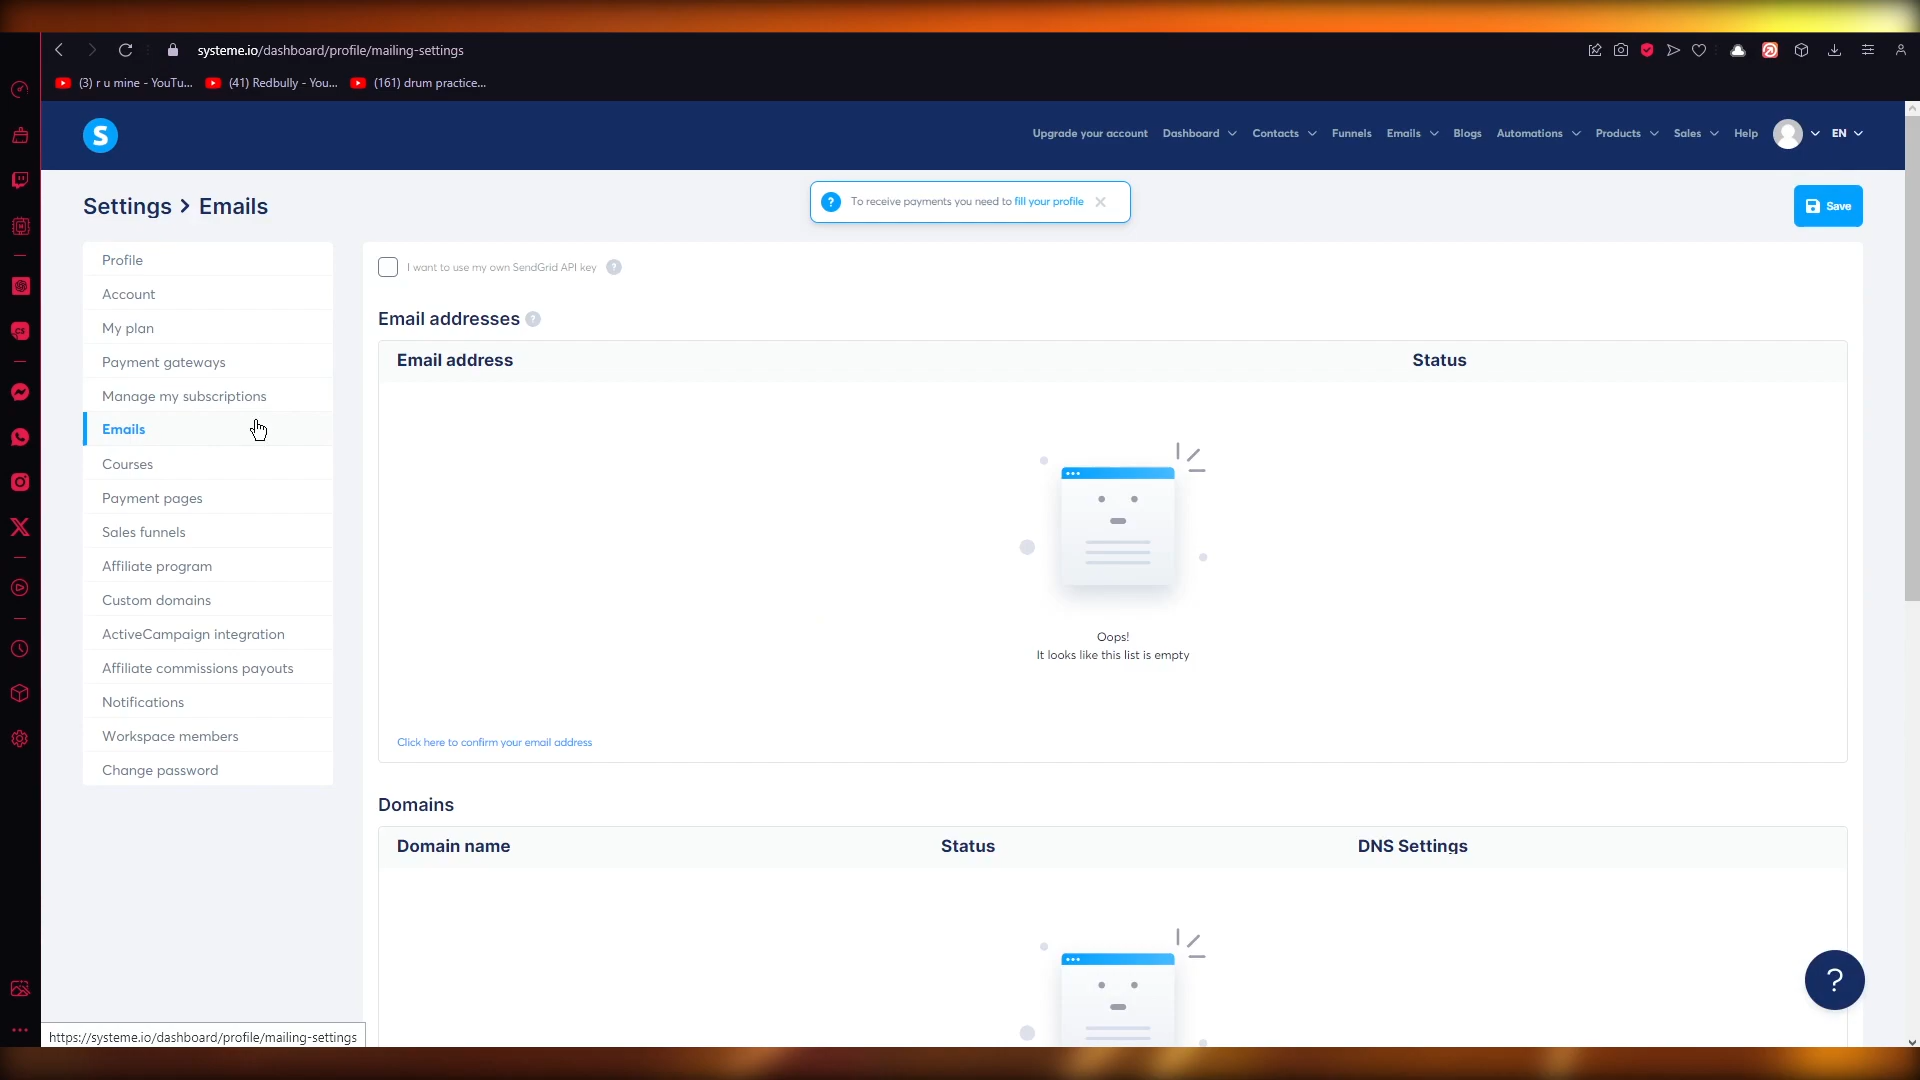 systeme.io/dashboard/profile/mailing-settings
(3) r u mine - YouTu... (41) Redbully - You... (161) drum practice...
S
Upgrade your account Dashboard Contacts Funnels Emails Blogs Automations Products Sales Help EN
Settings > Emails
? To receive payments you need to fill your profile
Save
Profile
Account
My plan
Payment gateways
Manage my subscriptions
Emails
Courses
Payment pages
Sales funnels
Affiliate program
Custom domains
ActiveCampaign integration
Affiliate commissions payouts
Notifications
Workspace members
Change password
I want to use my own SendGrid API key ?
Email addresses ?
Email address Status
Oops!
It looks like this list is empty
Click here to confirm your email address
Domains
Domain name Status DNS Settings
?
https://systeme.io/dashboard/profile/mailing-settings